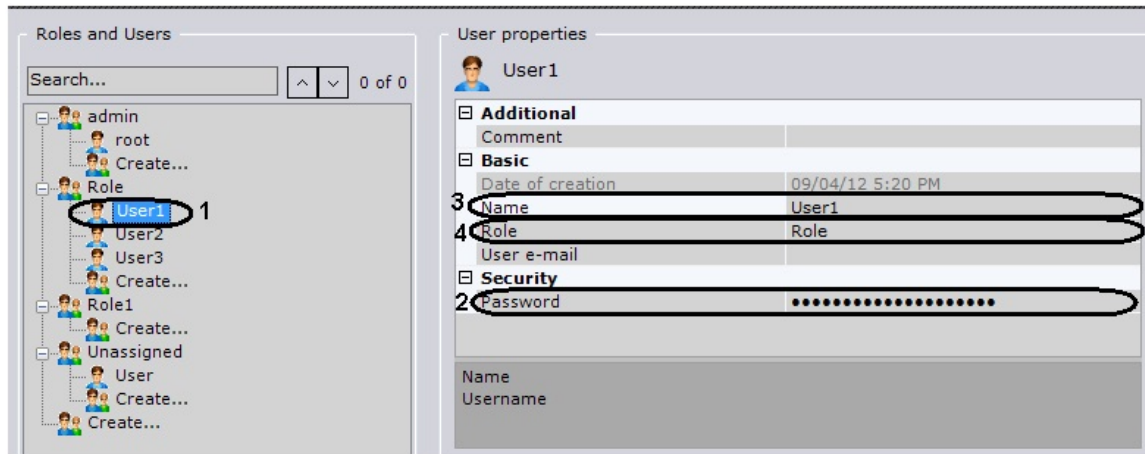 Roles and Users
Search...
0 of 0
admin
root
Create...
Role
User1
1
User2
User3
Create...
Role1
Create...
Unassigned
User
Create...
Create...
User properties
User1
Additional
Comment
Basic
Date of creation 09/04/12 5:20 PM
3 Name User1
4 Role Role
User e-mail
Security
2 Password ••••••••••••••••••••
Name
Username